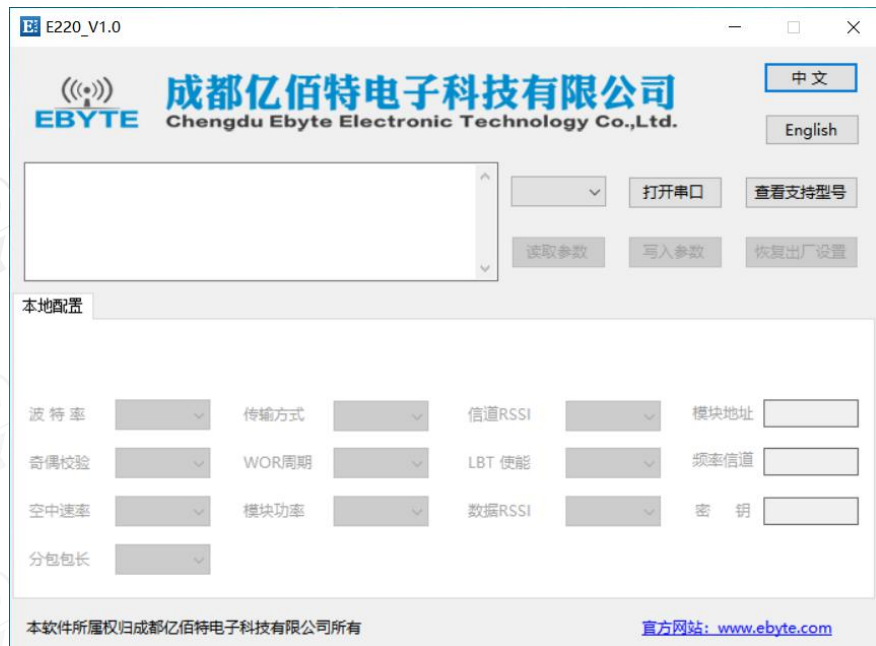 E220_V1.0
EBYTE
成都亿佰特电子科技有限公司
Chengdu Ebyte Electronic Technology Co.,Ltd.
中文
English
打开串口
查看支持型号
读取参数
写入参数
恢复出厂设置
本地配置
波特率
传输方式
信道RSSI
模块地址
奇偶校验
WOR周期
LBT 使能
频率信道
空中速率
模块功率
数据RSSI
密 钥
分包包长
本软件所属权归成都亿佰特电子科技有限公司所有
官方网站：www.ebyte.com